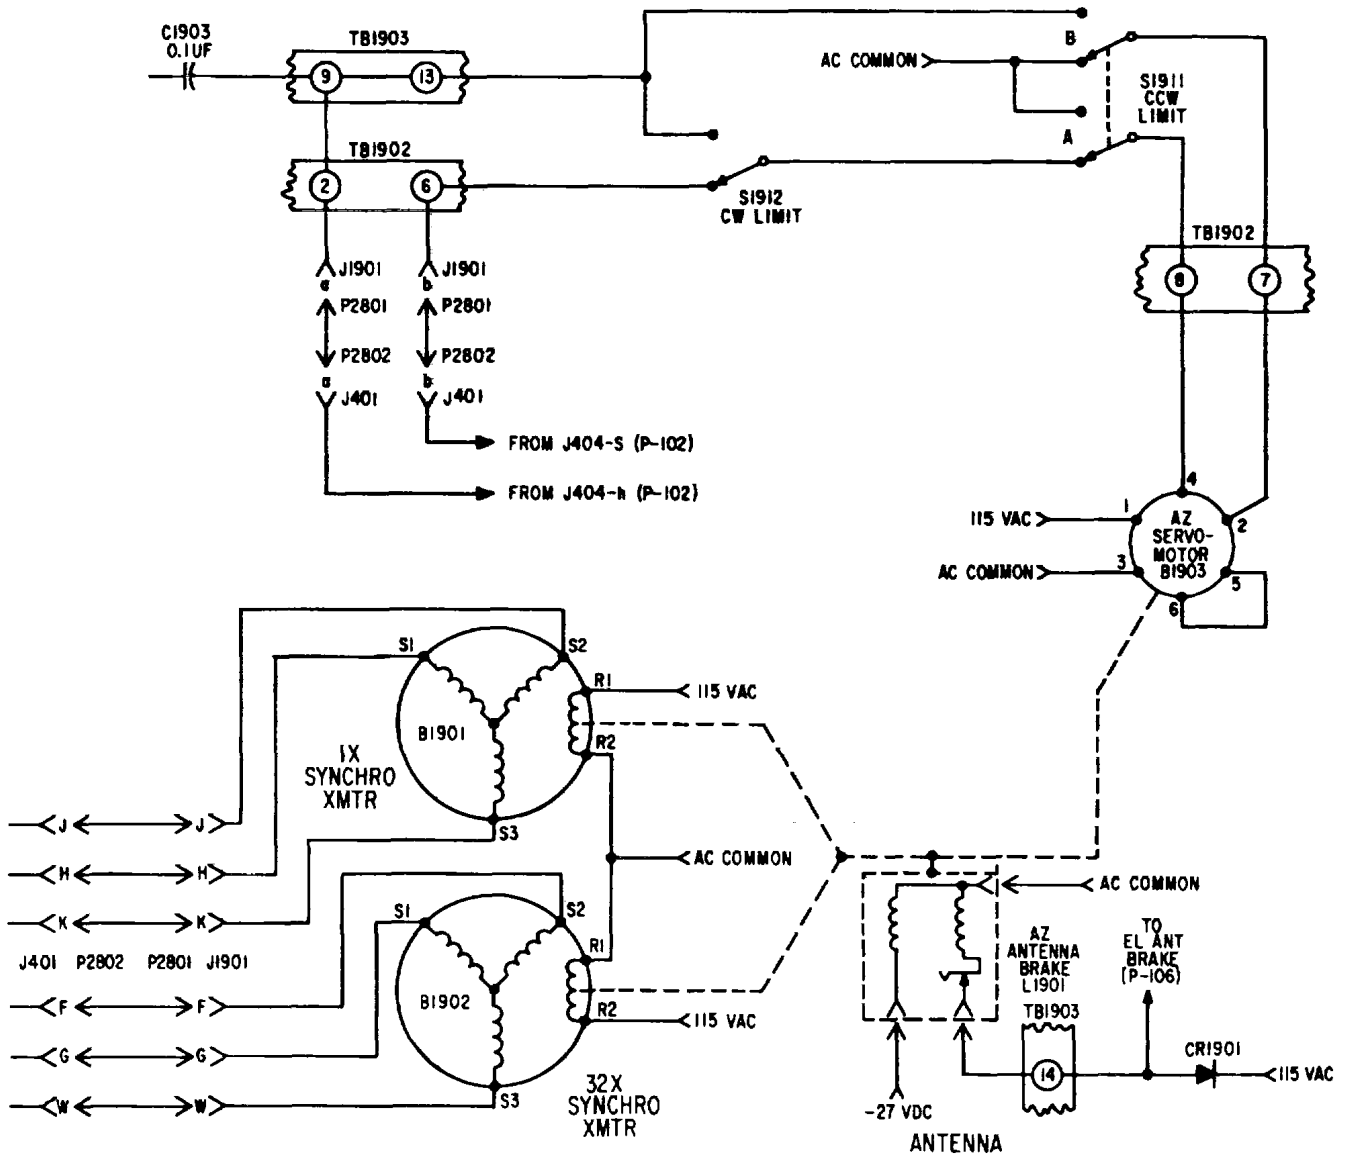 C1903
0.1UF
TB1903
9
13
AC COMMON
B
S1911
CCW
LIMIT
A
TB1902
2
6
S1912
CW LIMIT
TB1902
8
7
J1901
J1901
a
b
P2801
P2801
P2802
P2802
a
b
J401
J401
FROM J404-S (P-102)
FROM J404-h (P-102)
4
115 VAC
1
2
AZ
SERVO-
MOTOR
B1903
AC COMMON
3
5
6
S1
S2
R1
115 VAC
B1901
R2
1X
SYNCHRO
XMTR
S3
J
J
H
H
K
K
AC COMMON
AC COMMON
S1
S2
R1
J401
P2802
P2801
J1901
B1902
R2
115 VAC
F
F
G
G
W
W
S3
32X
SYNCHRO
XMTR
AZ
ANTENNA
BRAKE
L1901
TB1903
14
TO
EL ANT
BRAKE
(P-106)
CR1901
115 VAC
-27 VDC
ANTENNA